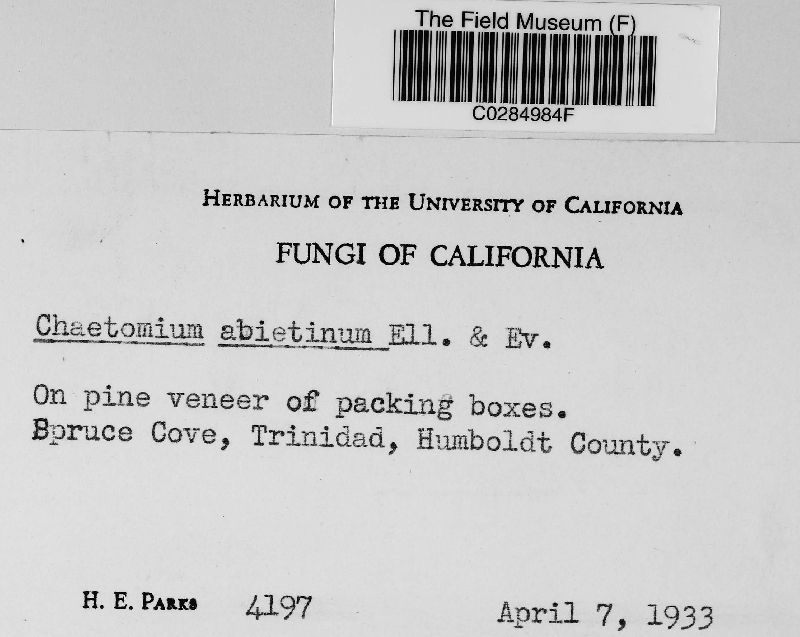 The Field Museum (F)
C0284984F
HERBARIUM OF THE UNIVERSITY OF CALIFORNIA
FUNGI OF CALIFORNIA
Chaetomium abietinum Ell. & Ev.
On pine veneer of packing boxes.
Spruce Cove, Trinidad, Humboldt County.
H. E. PARKS 4197 April 7, 1933